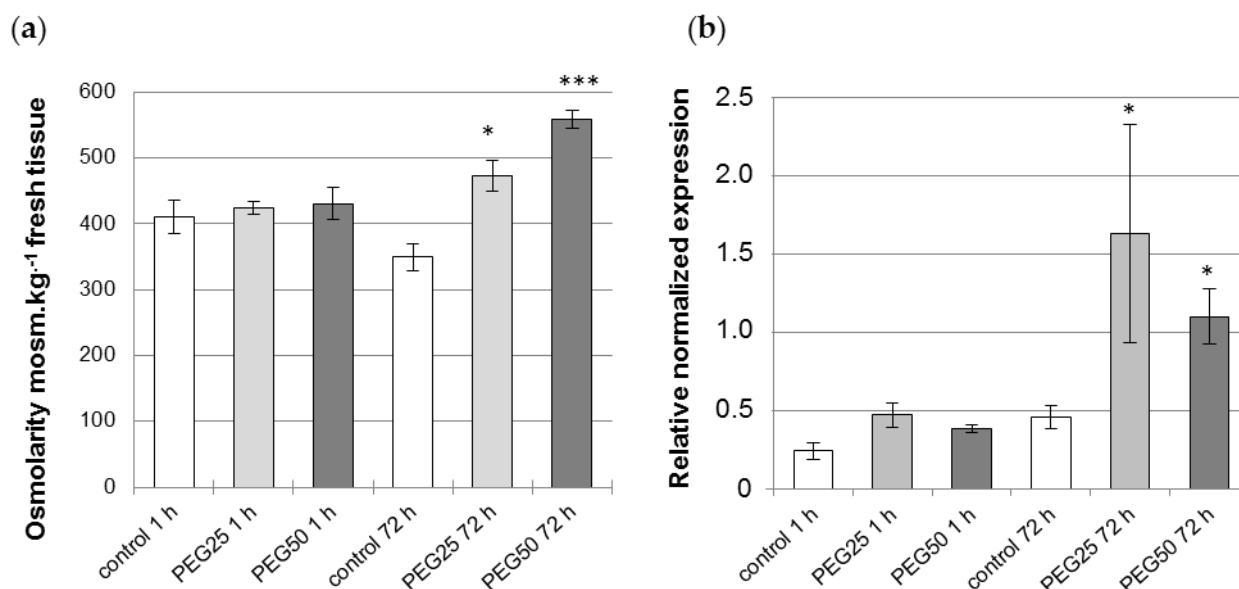 (a)
Osmolarity mosm.kg.⁻¹ fresh tissue
600
500
400
300
200
100
0
*
***
control 1 h
PEG25 1 h
PEG50 1 h
control 72 h
PEG25 72 h
PEG50 72 h
(b)
Relative normalized expression
2.5
2.0
1.5
1.0
0.5
0
*
*
control 1 h
PEG25 1 h
PEG50 1 h
control 72 h
PEG25 72 h
PEG50 72 h